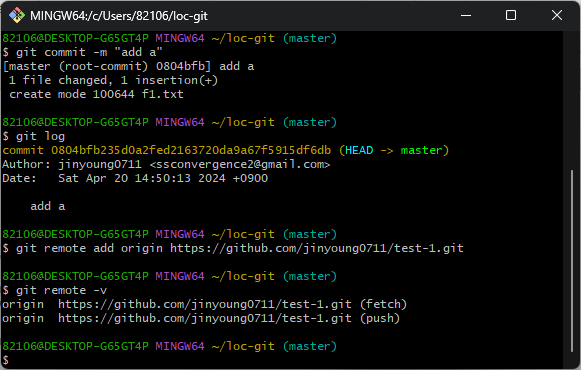 MINGW64:/c/Users/82106/loc-git
82106@DESKTOP-G65GT4P MINGW64 ~/loc-git (master)
$ git commit -m "add a"
[master (root-commit) 0804bfb] add a
 1 file changed, 1 insertion(+)
 create mode 100644 f1.txt
82106@DESKTOP-G65GT4P MINGW64 ~/loc-git (master)
$ git log
commit 0804bfb235d0a2fed2163720da9a67f5915df6db (HEAD -> master)
Author: jinyoung0711 <ssconvergence2@gmail.com>
Date:   Sat Apr 20 14:50:13 2024 +0900
    add a
82106@DESKTOP-G65GT4P MINGW64 ~/loc-git (master)
$ git remote add origin https://github.com/jinyoung0711/test-1.git
82106@DESKTOP-G65GT4P MINGW64 ~/loc-git (master)
$ git remote -v
origin  https://github.com/jinyoung0711/test-1.git (fetch)
origin  https://github.com/jinyoung0711/test-1.git (push)
82106@DESKTOP-G65GT4P MINGW64 ~/loc-git (master)
$